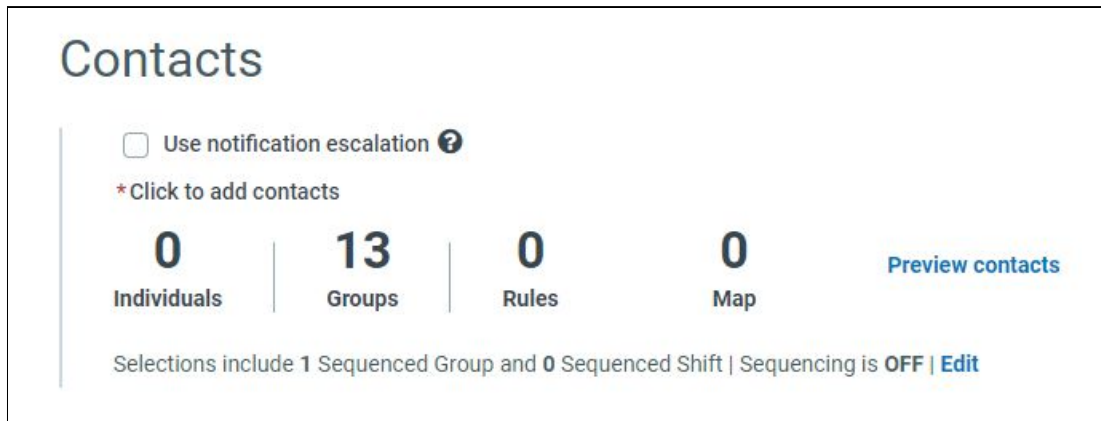 Contacts
Use notification escalation ?
*Click to add contacts
0 13 0 0 Preview contacts
Individuals Groups Rules Map
Selections include 1 Sequenced Group and 0 Sequenced Shift | Sequencing is OFF | Edit